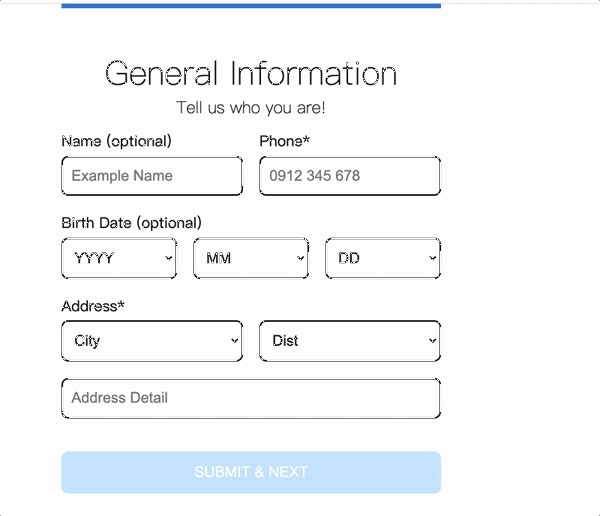 General Information
Tell us who you are!
Name (optional) Phone*
Example Name 0912 345 678
Birth Date (optional)
YYYY MM DD
Address*
City Dist
Address Detail
SUBMIT & NEXT